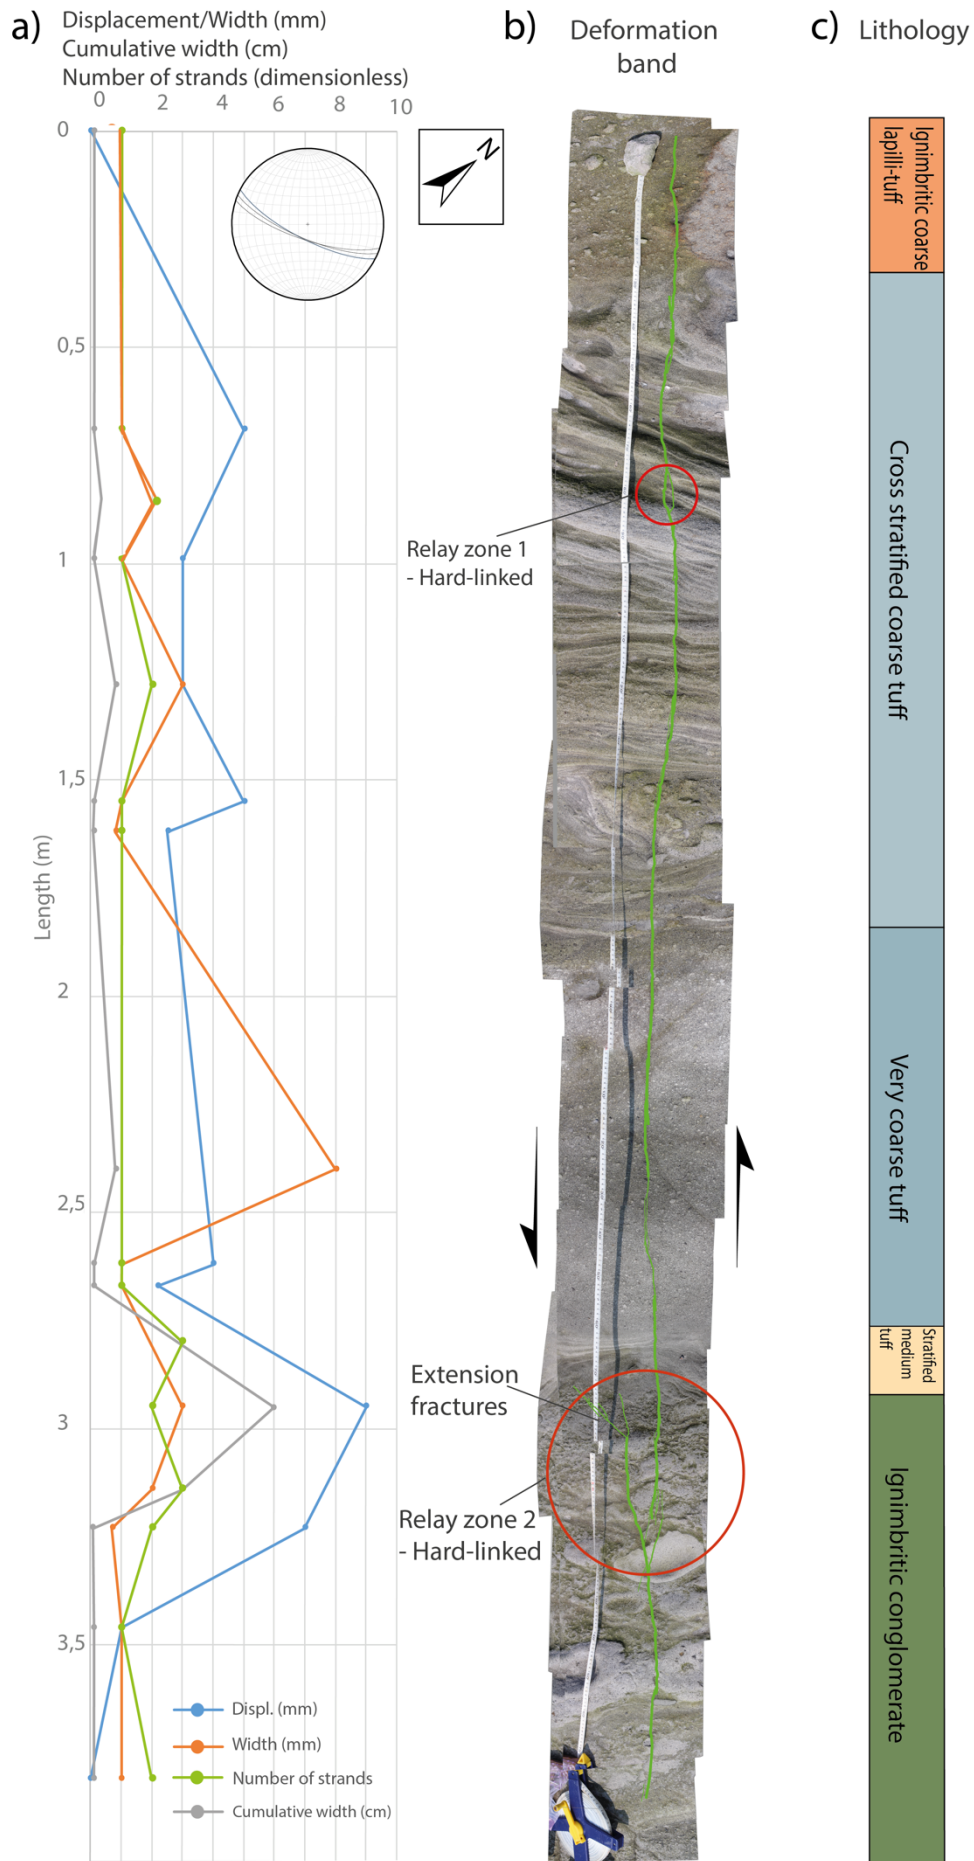 a)
Displacement/Width (mm)
Cumulative width (cm)
Number of strands (dimensionless)
0 2 4 6 8 10
0
0,5
1
1,5
2
2,5
3
3,5
Length (m)
N
Displ. (mm)
Width (mm)
Number of strands
Cumulative width (cm)
b)
Deformation
band
Relay zone 1
- Hard-linked
Extension
fractures
Relay zone 2
- Hard-linked
c) Lithology
Ignimbritic coarse
lapilli-tuff
Cross stratified coarse tuff
Very coarse tuff
Stratified
medium
tuff
Ignimbritic conglomerate